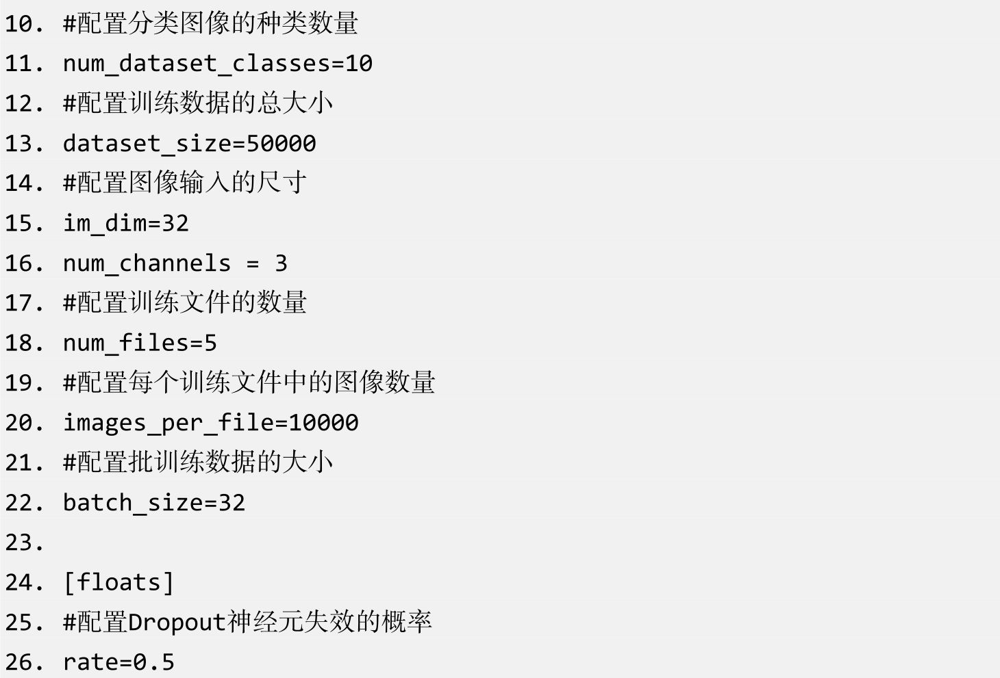 10. #配置分类图像的种类数量
11. num_dataset_classes=10
12. #配置训练数据的总大小
13. dataset_size=50000
14. #配置图像输入的尺寸
15. im_dim=32
16. num_channels = 3
17. #配置训练文件的数量
18. num_files=5
19. #配置每个训练文件中的图像数量
20. images_per_file=10000
21. #配置批训练数据的大小
22. batch_size=32
23.
24. [floats]
25. #配置Dropout神经元失效的概率
26. rate=0.5